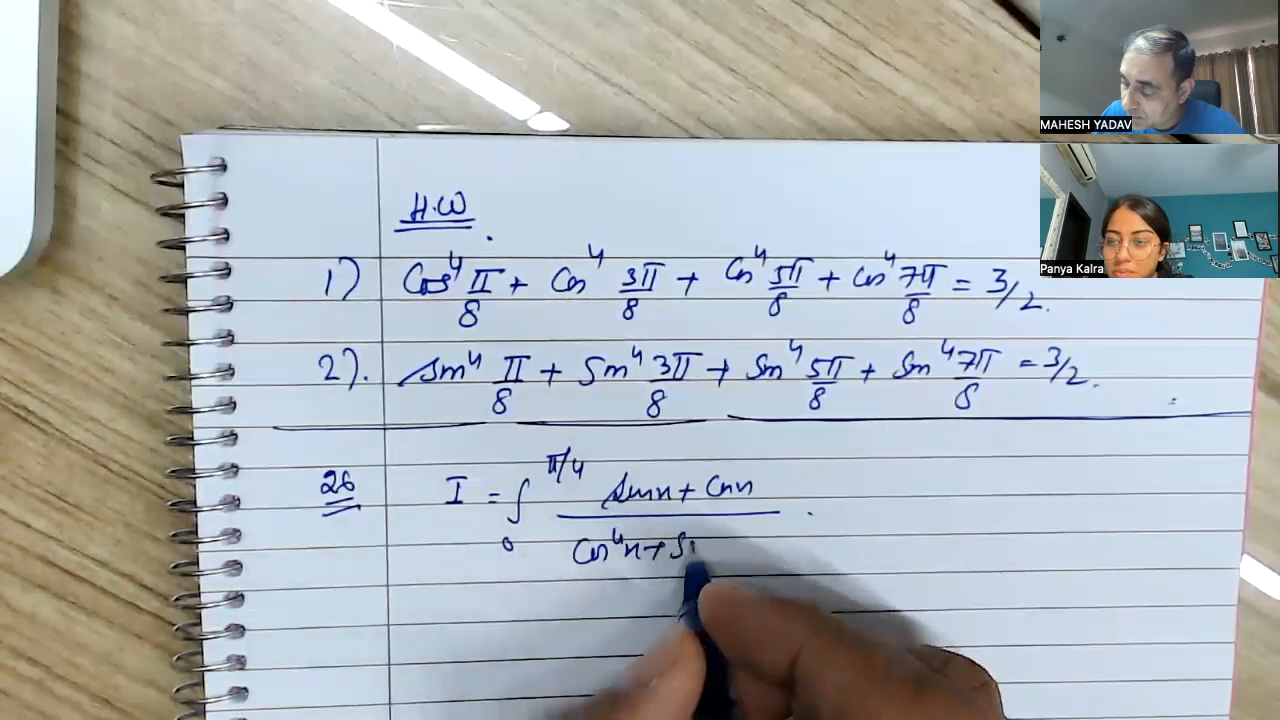 MAHESH YADAV
Panya Kalra
H.W.
1) Cos⁴ π/8 + Cos⁴ 3π/8 + Cos⁴ 5π/8 + Cos⁴ 7π/8 = 3/2.
2). Sin⁴ π/8 + Sin⁴ 3π/8 + Sin⁴ 5π/8 + Sin⁴ 7π/8 = 3/2.
26 I = ∫₀^π/4 Sinx + Cosx
Cos⁴x + S